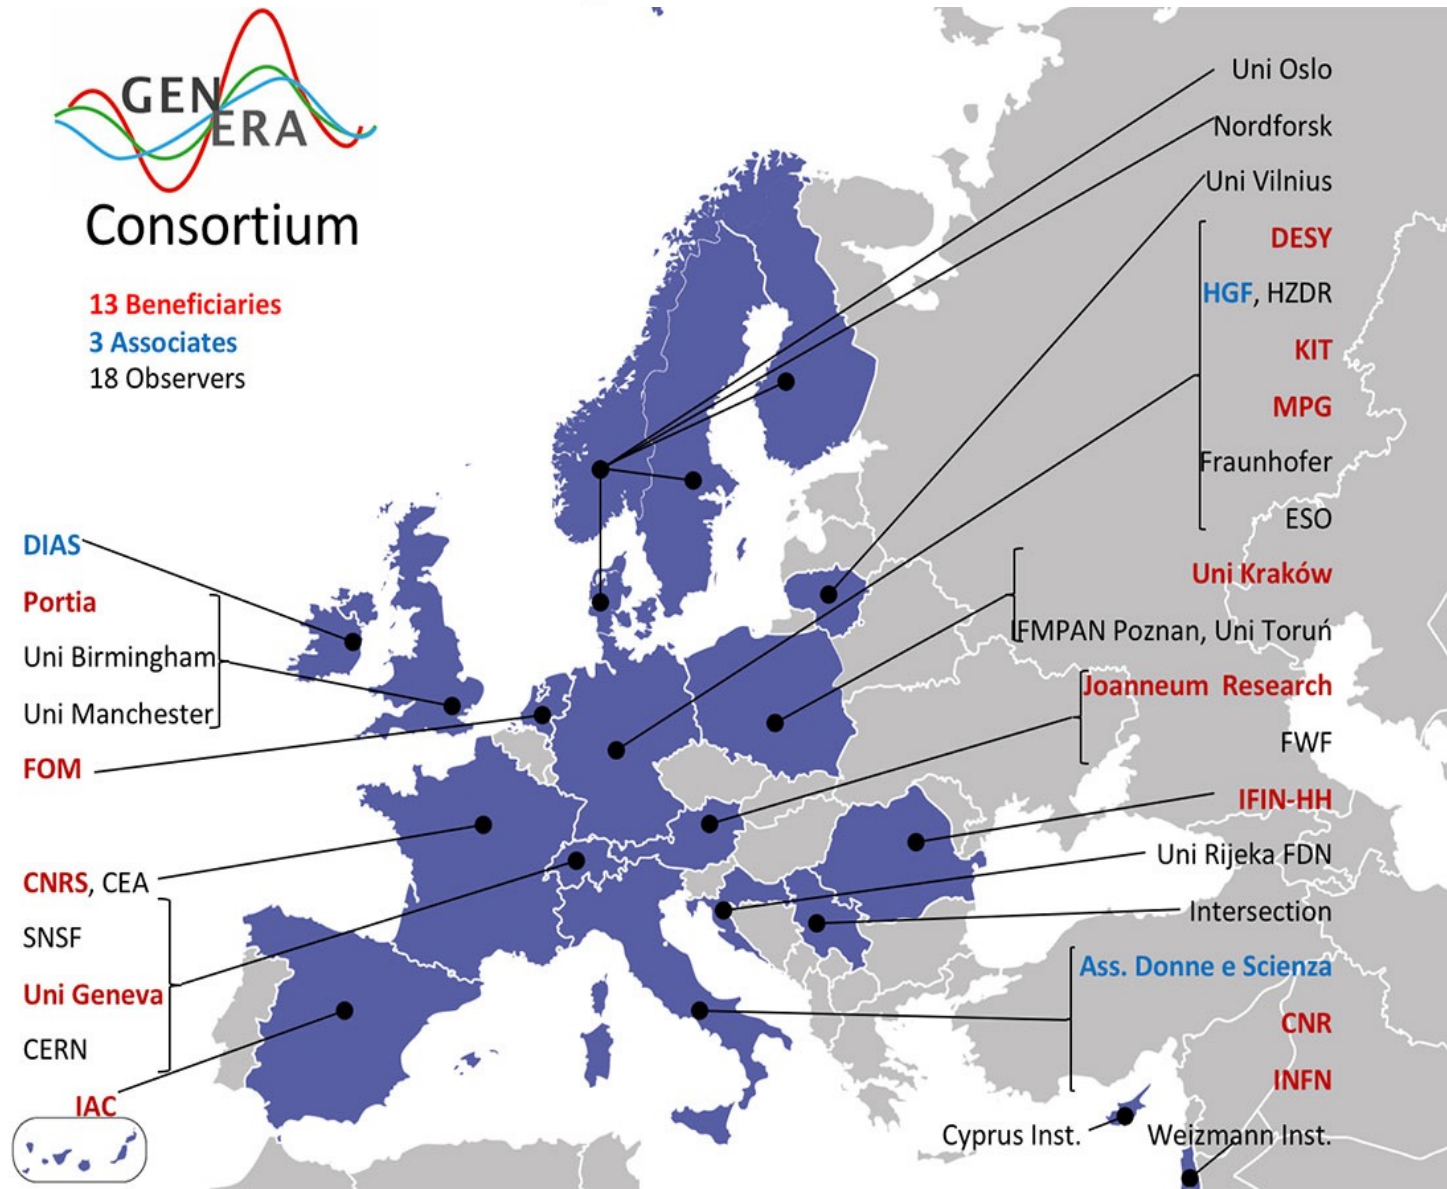 GEN
ERA
Consortium
13 Beneficiaries
3 Associates
18 Observers
DIAS
Portia
Uni Birmingham
Uni Manchester
FOM
CNRS, CEA
SNSF
Uni Geneva
CERN
IAC
Uni Oslo
Nordforsk
Uni Vilnius
DESY
HGF, HZDR
KIT
MPG
Fraunhofer
ESO
Uni Kraków
IFMPAN Poznan, Uni Toruń
Joanneum Research
FWF
IFIN-HH
Uni Rijeka FDN
Intersection
Ass. Donne e Scienza
CNR
INFN
Cyprus Inst.
Weizmann Inst.